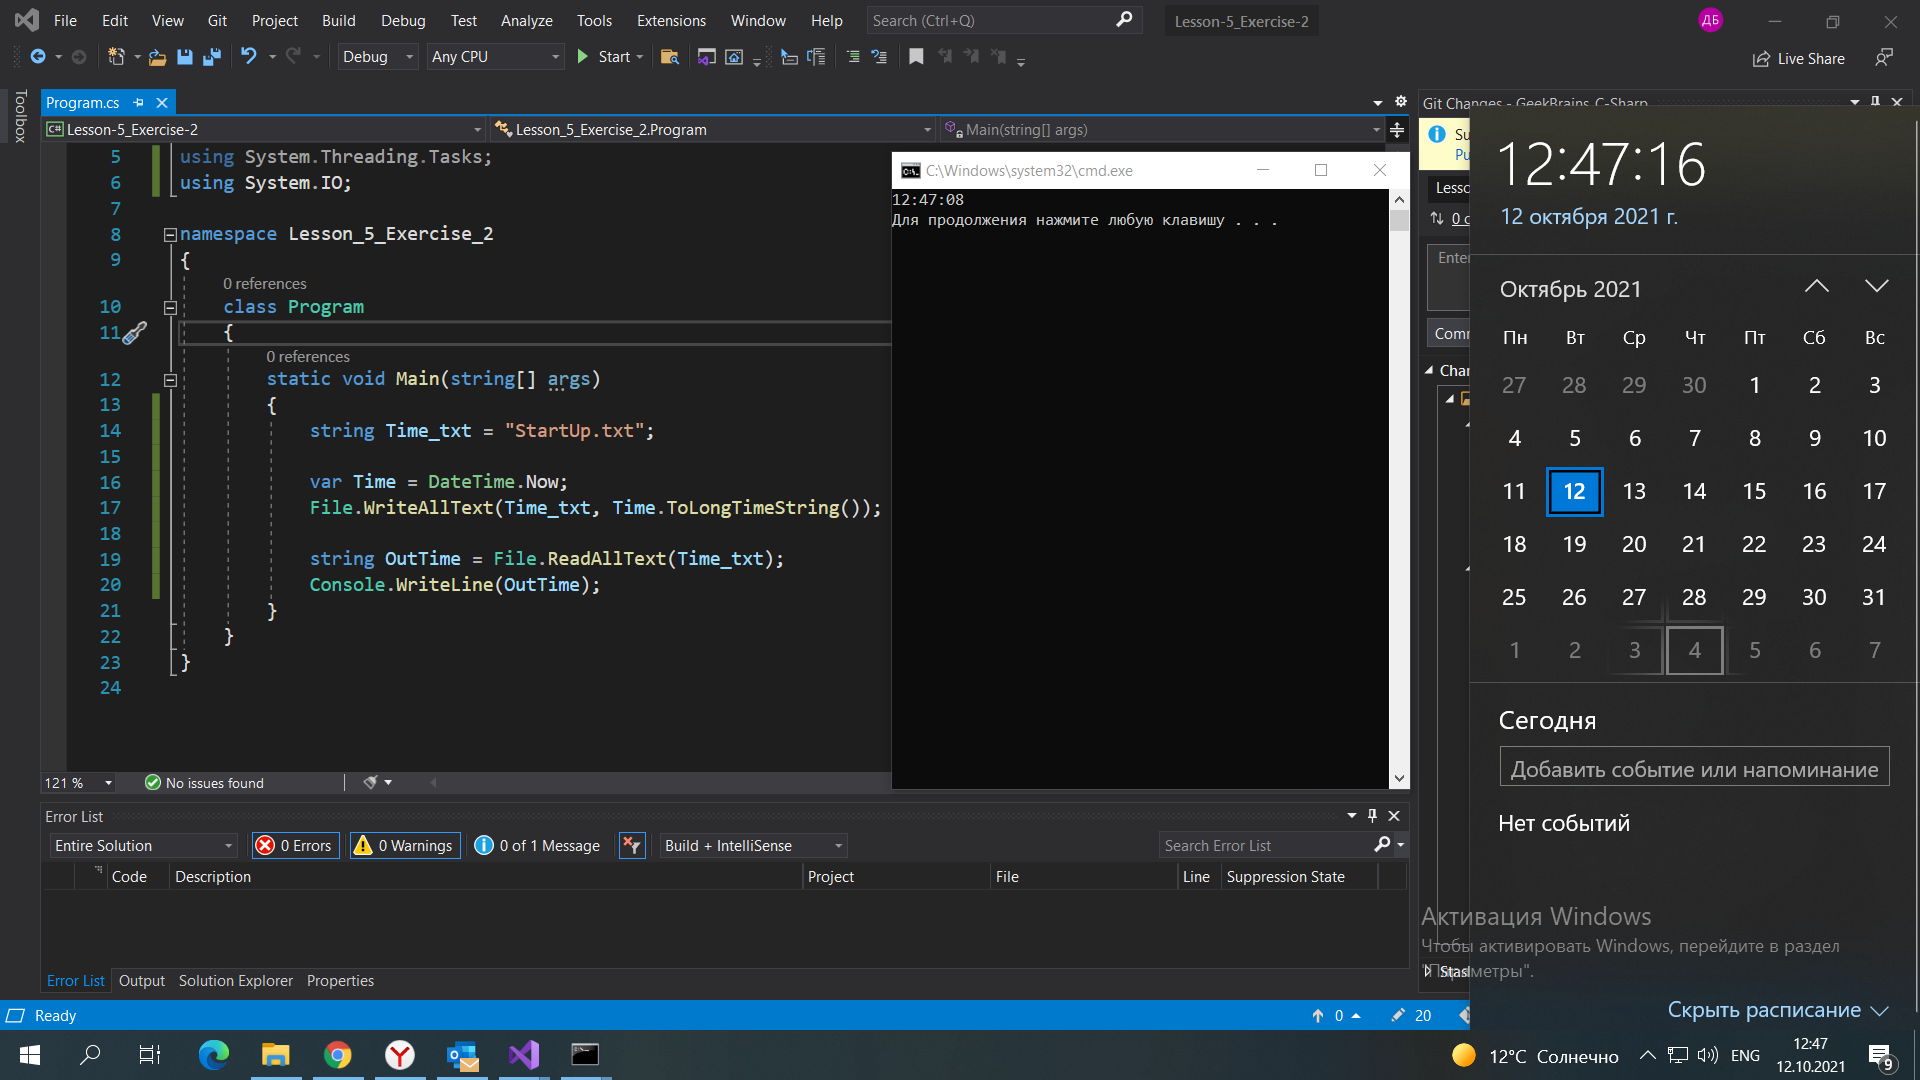 File Edit View Git Project Build Debug Test Analyze Tools Extensions Window Help Search (Ctrl+Q) Lesson-5_Exercise-2 ДБ
Debug Any CPU Start Live Share
Toolbox
Program.cs
Lesson-5_Exercise-2 Lesson_5_Exercise_2.Program Main(string[] args)
5 using System.Threading.Tasks;
6 using System.IO;
7
8 namespace Lesson_5_Exercise_2
9 {
0 references
10 class Program
11 {
0 references
12 static void Main(string[] args)
13 {
14 string Time_txt = "StartUp.txt";
15
16 var Time = DateTime.Now;
17 File.WriteAllText(Time_txt, Time.ToLongTimeString());
18
19 string OutTime = File.ReadAllText(Time_txt);
20 Console.WriteLine(OutTime);
21 }
22 }
23 }
24
121 % No issues found
C:\Windows\system32\cmd.exe
12:47:08
Для продолжения нажмите любую клавишу . . .
Git Changes - GeekBrains_C-Sharp
Su
Pu
Lesso
0 c
Enter
Comm
Chan
Stas
12:47:16
12 октября 2021 г.
Октябрь 2021
Пн Вт Ср Чт Пт Сб Вс
27 28 29 30 1 2 3
4 5 6 7 8 9 10
11 12 13 14 15 16 17
18 19 20 21 22 23 24
25 26 27 28 29 30 31
1 2 3 4 5 6 7
Сегодня
Добавить событие или напоминание
Нет событий
Активация Windows
Чтобы активировать Windows, перейдите в раздел
"Параметры".
Скрыть расписание
Error List
Entire Solution 0 Errors 0 Warnings 0 of 1 Message Build + IntelliSense Search Error List
Code Description Project File Line Suppression State
Error List Output Solution Explorer Properties
Ready 0 20
12°C Солнечно ENG 12:47
12.10.2021 9